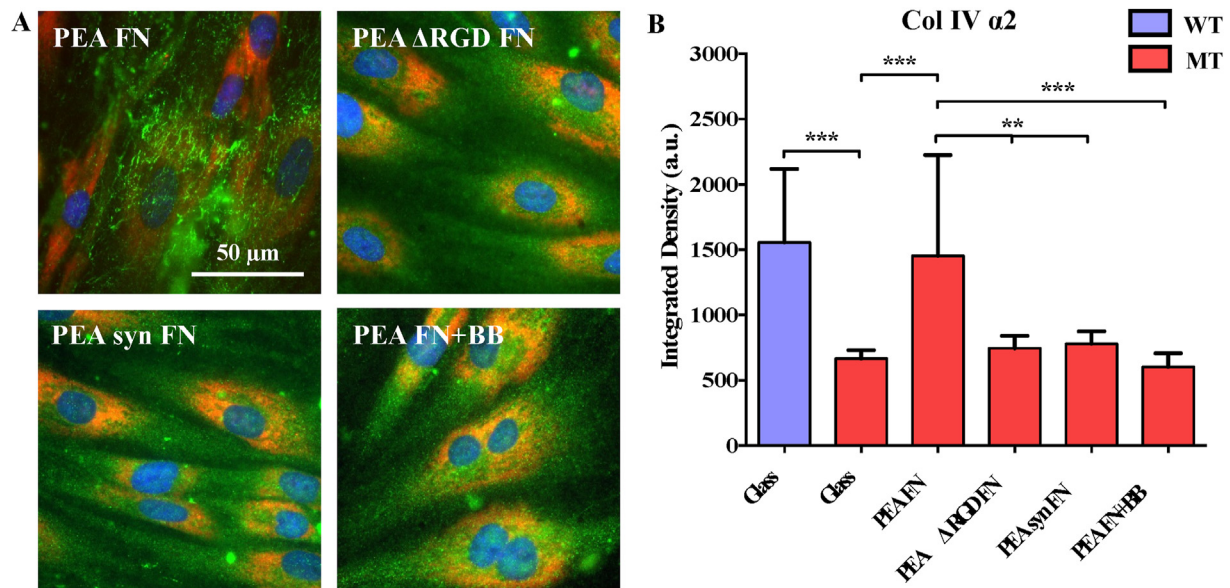 A
PEA FN
PEA ΔRGD FN
50 µm
PEA syn FN
PEA FN+BB
B
Col IV α2
WT
MT
Integrated Density (a.u.)
3000
2500
2000
1500
1000
500
0
***
***
***
**
Glass
Glass
PEA FN
PEA ΔRGD FN
PEA syn FN
PEA FN+BB